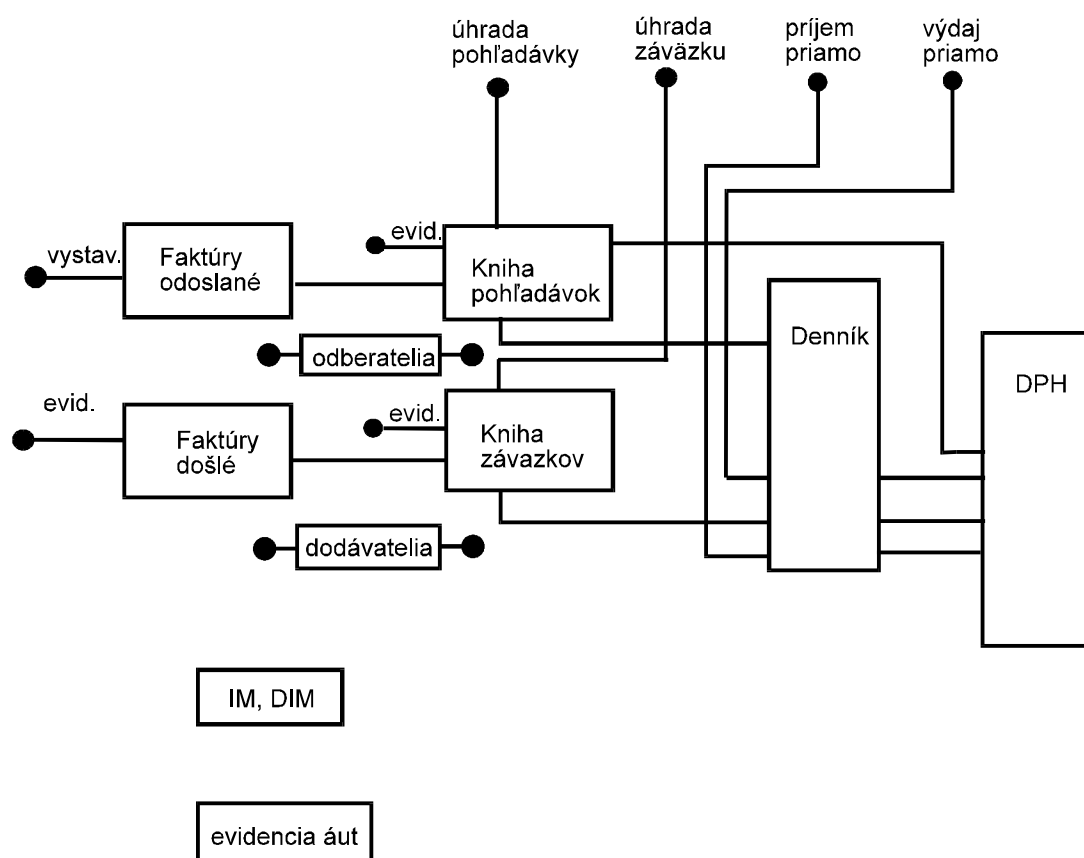 úhrada
pohľadávky
úhrada
záväzku
príjem
priamo
výdaj
priamo
vystav.
Faktúry
odoslané
evid.
Kniha
pohľadávok
Denník
odberatelia
DPH
evid.
Faktúry
došlé
evid.
Kniha
závazkov
dodávatelia
IM, DIM
evidencia áut